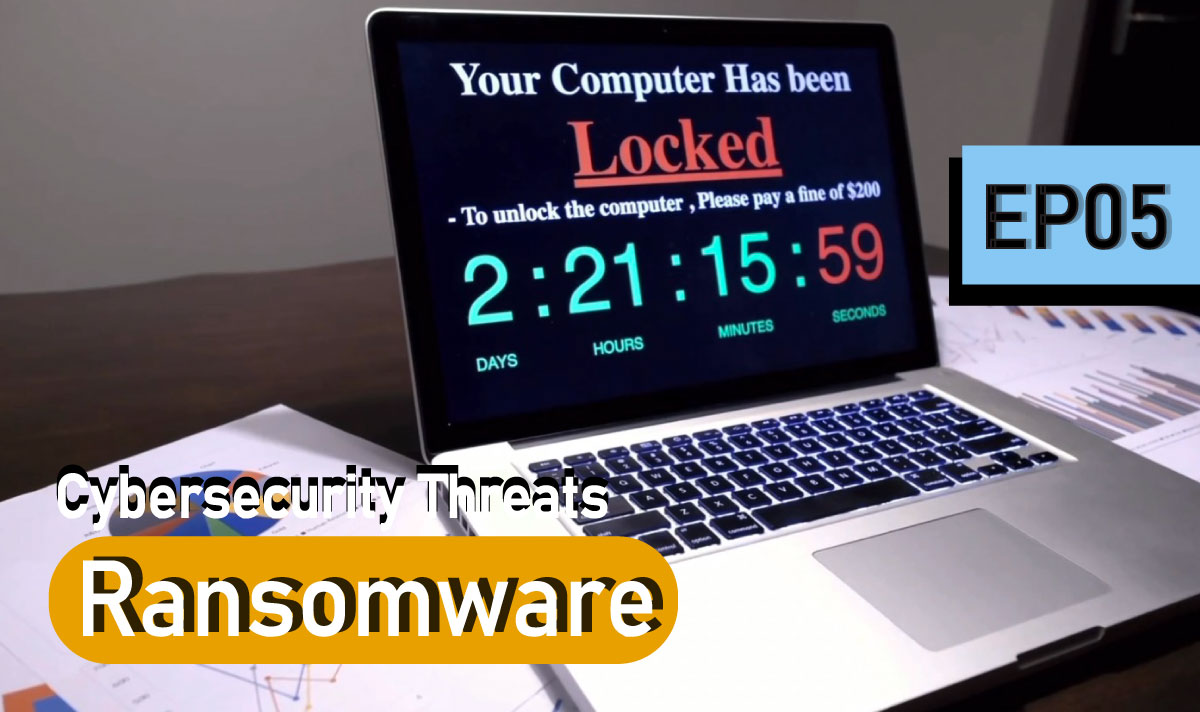 Your Computer Has been
Locked
- To unlock the computer , Please pay a fine of $200
2 : 21 : 15 : 59
DAYS HOURS MINUTES SECONDS
EP05
Cybersecurity Threats
Ransomware